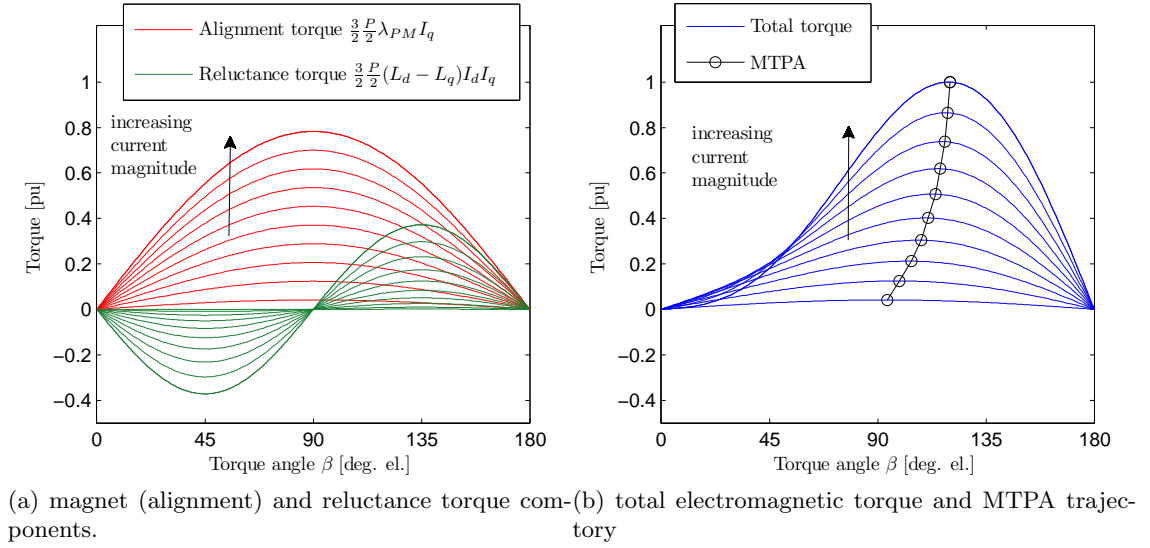 Alignment torque $\frac{3}{2}\frac{P}{2}\lambda_{PM}I_q$
Reluctance torque $\frac{3}{2}\frac{P}{2}(L_d - L_q)I_dI_q$
increasing
current
magnitude
1
0.8
0.6
0.4
0.2
0
−0.2
−0.4
Torque [pu]
0 45 90 135 180
Torque angle β [deg. el.]
Total torque
MTPA
increasing
current
magnitude
1
0.8
0.6
0.4
0.2
0
−0.2
−0.4
Torque [pu]
0 45 90 135 180
Torque angle β [deg. el.]
(a) magnet (alignment) and reluctance torque com-
ponents.
(b) total electromagnetic torque and MTPA trajec-
tory